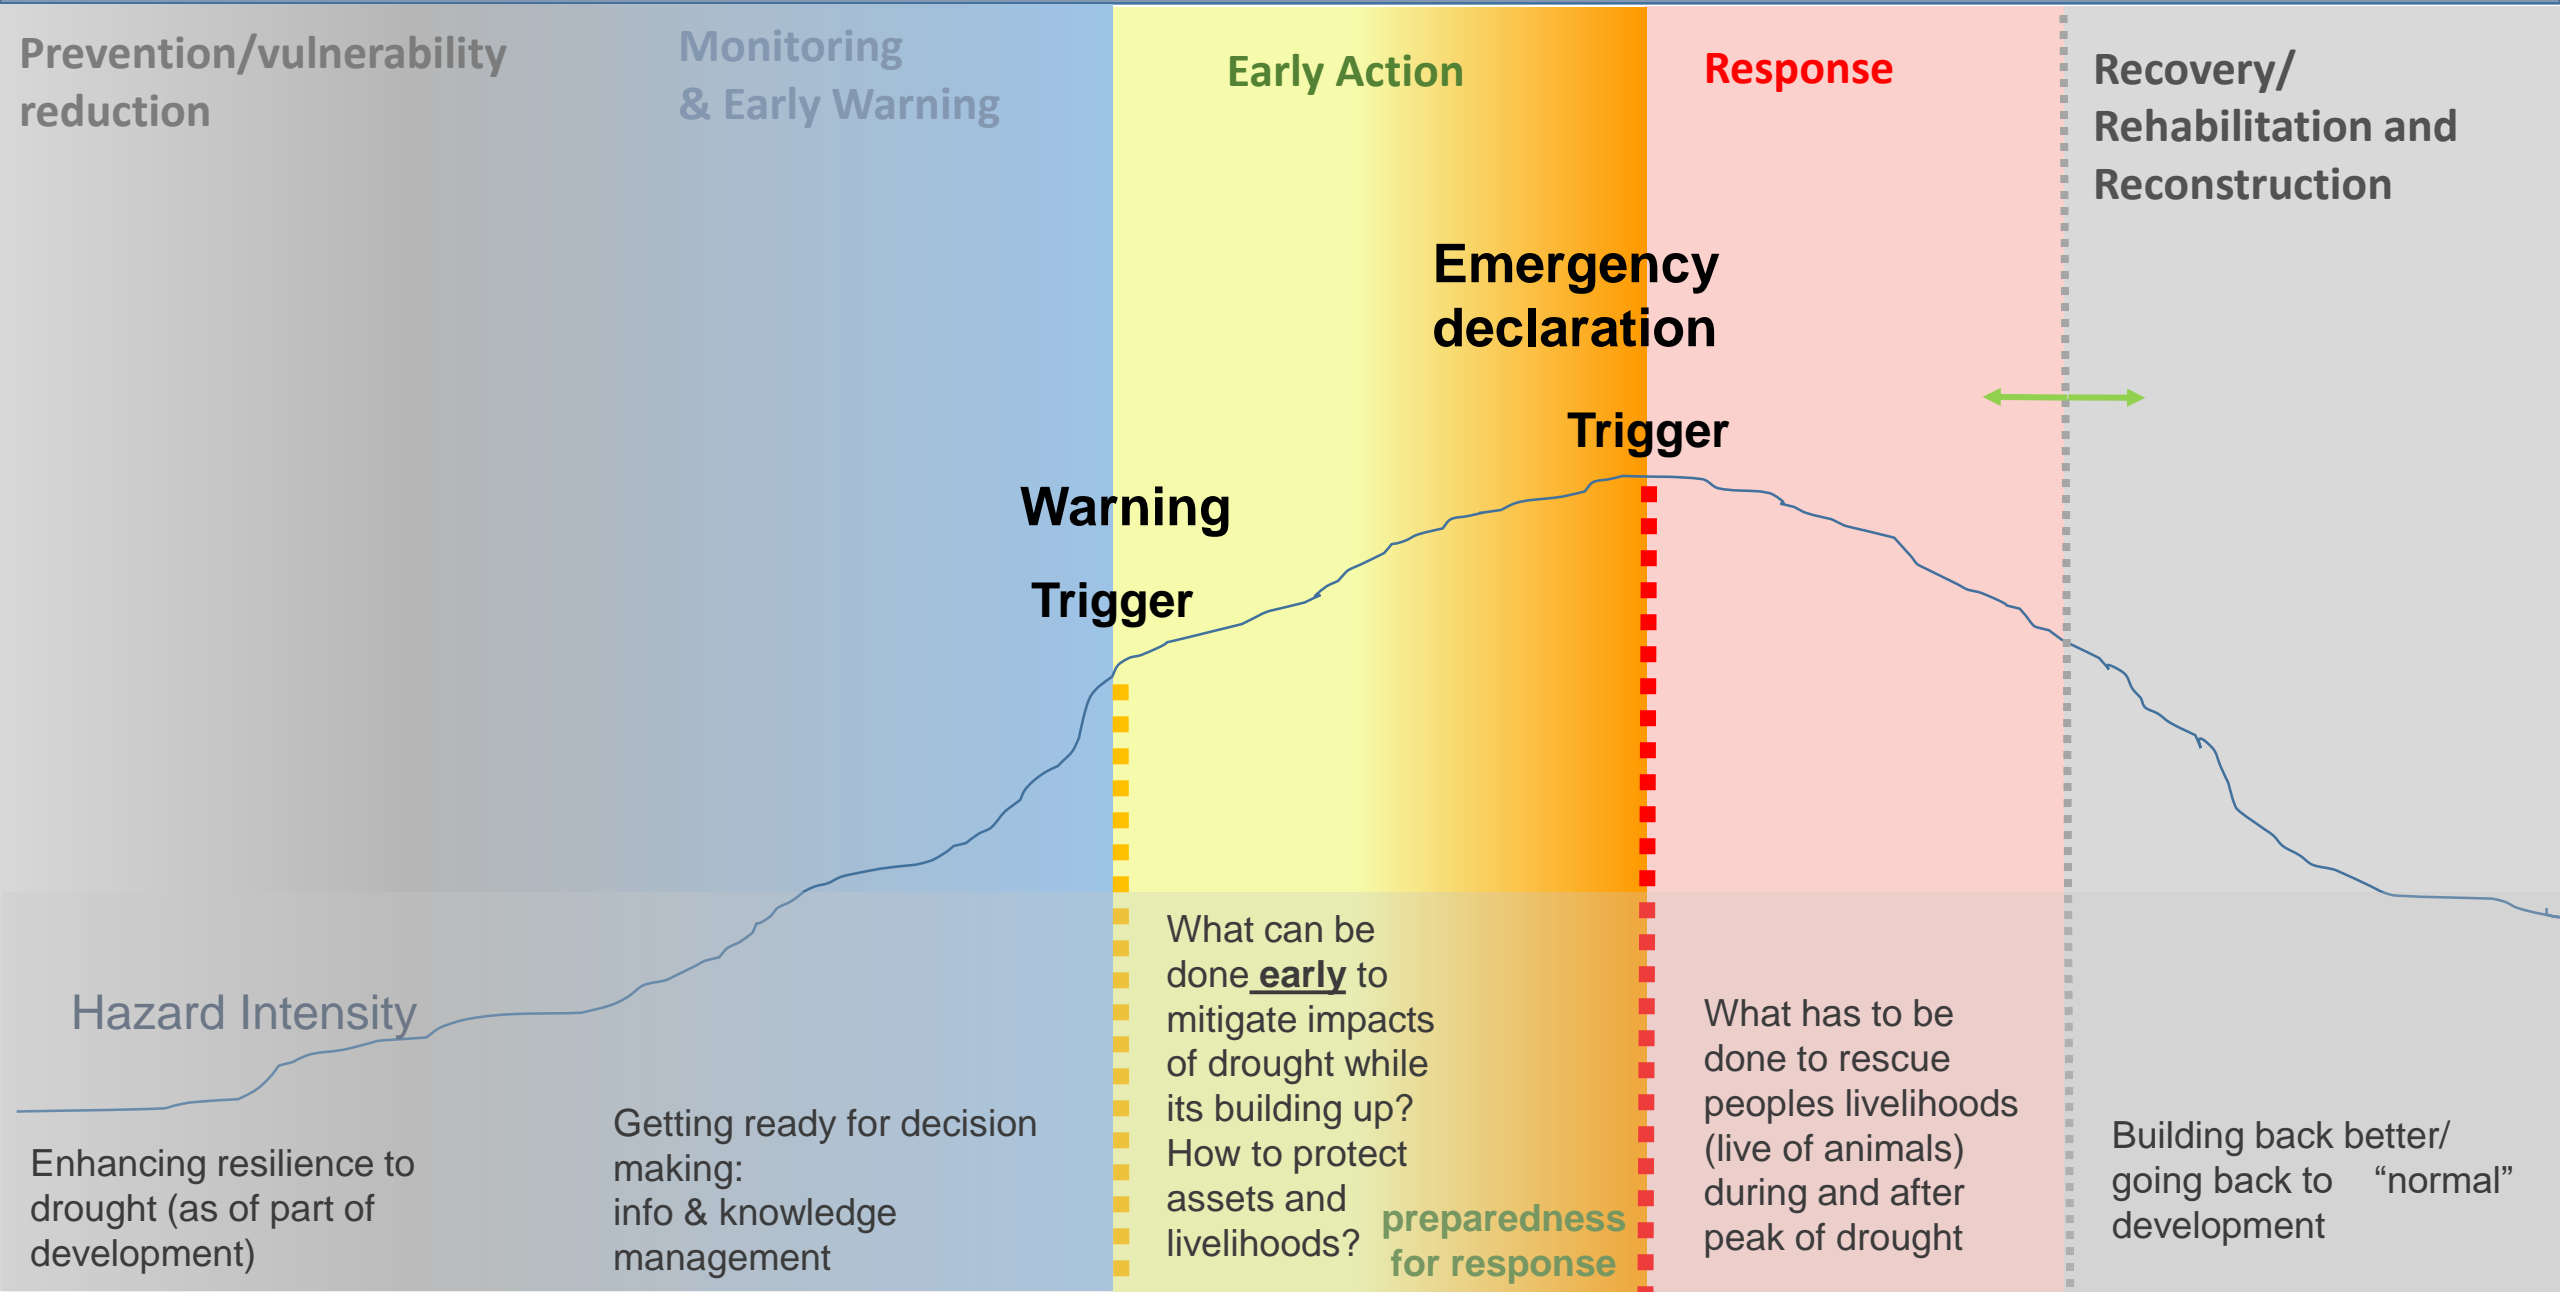 Prevention/vulnerability
reduction
Monitoring
& Early Warning
Early Action
Response
Recovery/
Rehabilitation and
Reconstruction
Emergency
declaration
Trigger
Warning
Trigger
Hazard Intensity
Enhancing resilience to
drought (as of part of
development)
Getting ready for decision
making:
info & knowledge
management
What can be
done early to
mitigate impacts
of drought while
its building up?
How to protect
assets and
livelihoods?
preparedness
for response
What has to be
done to rescue
peoples livelihoods
(live of animals)
during and after
peak of drought
Building back better/
going back to “normal”
development